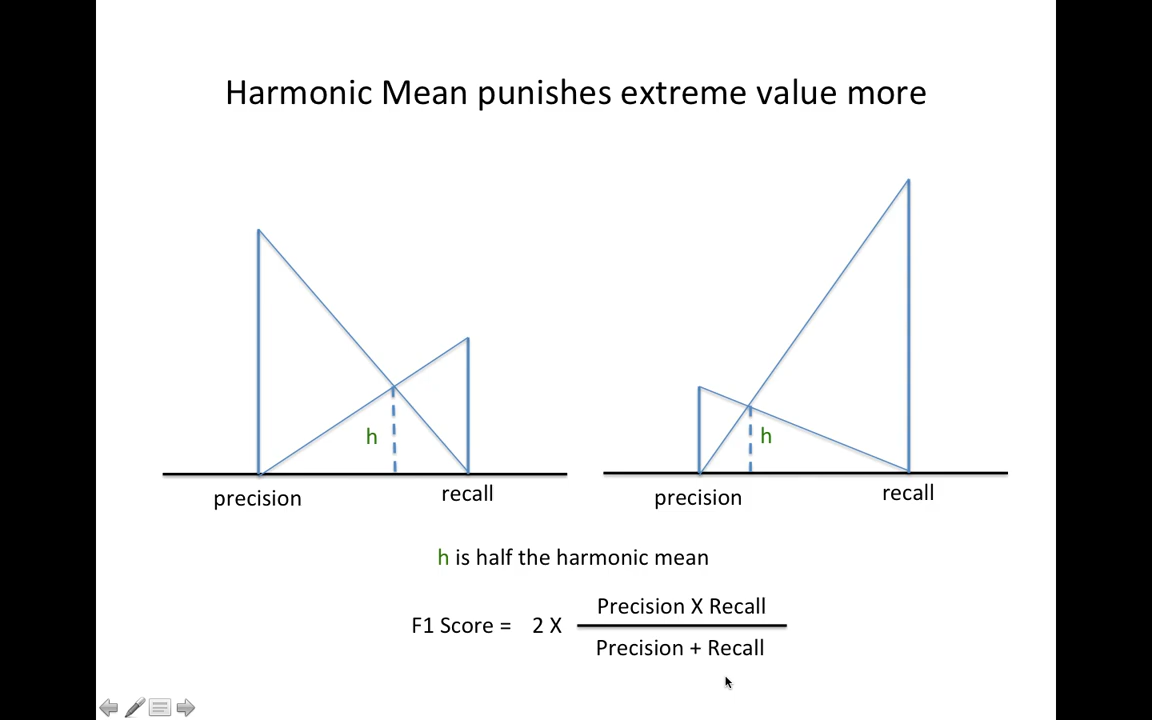 Harmonic Mean punishes extreme value more
h
h
precision
recall
precision
recall
h is half the harmonic mean
Precision X Recall
F1 Score = 2 X
Precision + Recall